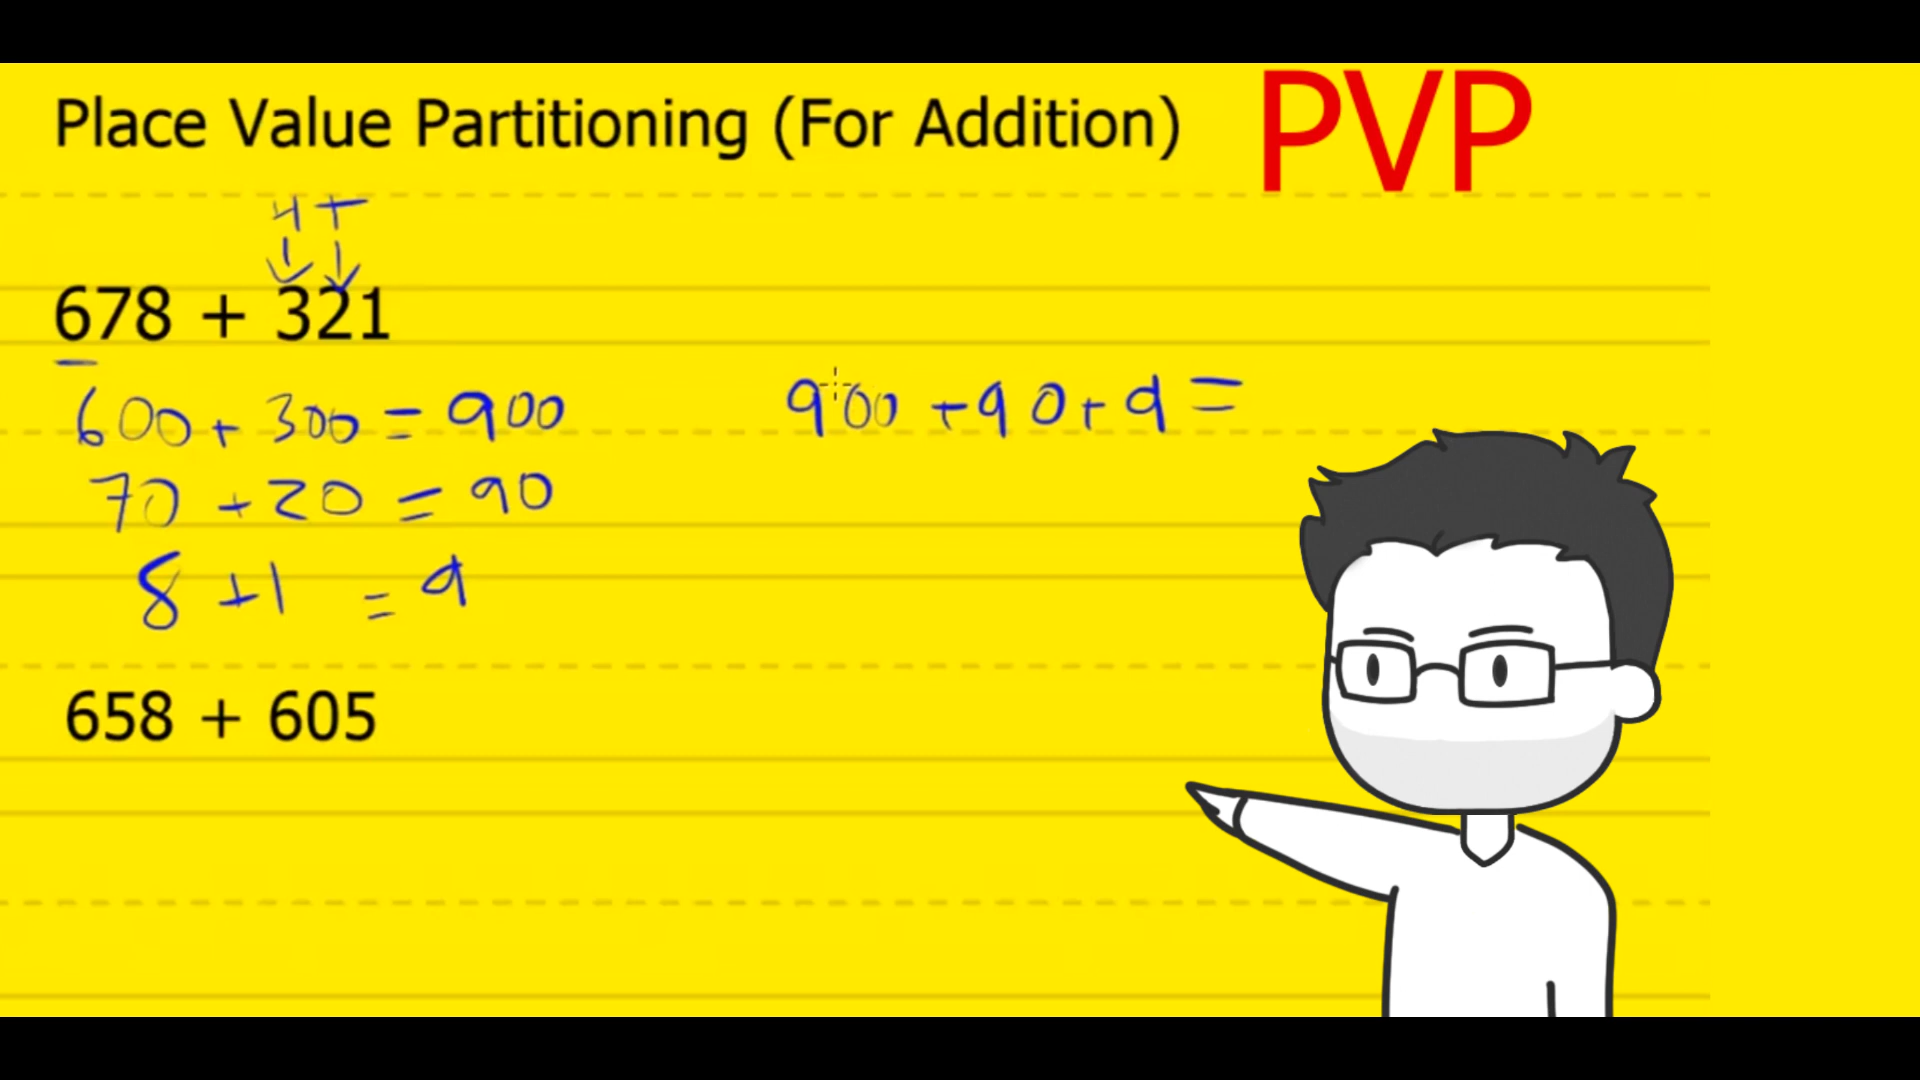 Place Value Partitioning (For Addition) PVP
H T
678 + 321
600 + 300 = 900
900 + 90 + 9 =
70 + 20 = 90
8 + 1 = 9
658 + 605